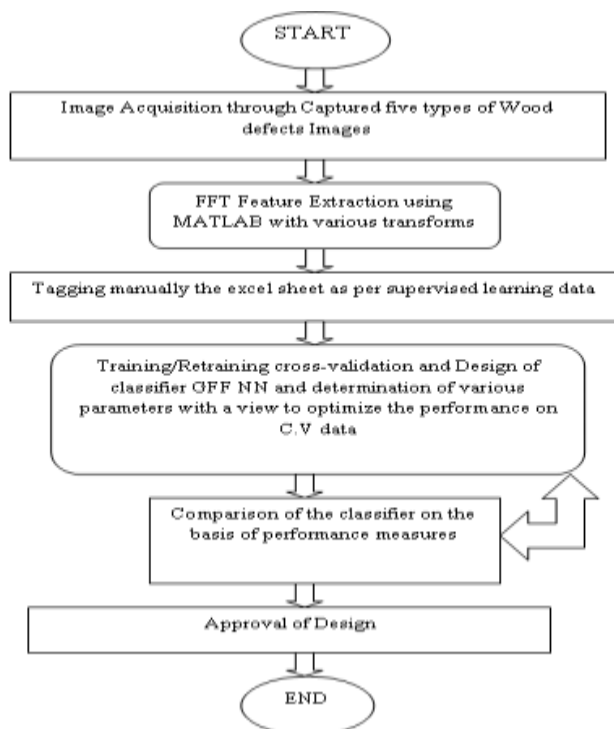 START
Image Acquisition through Captured five types of Wood
defects Images
FFT Feature Extraction using
MATLAB with various transforms
Tagging manually the excel sheet as per supervised learning data
Training/Retraining cross-validation and Design of
classifier GFF NN and determination of various
parameters with a view to optimize the performance on
C.V data
Comparison of the classifier on the
basis of performance measures
Approval of Design
END